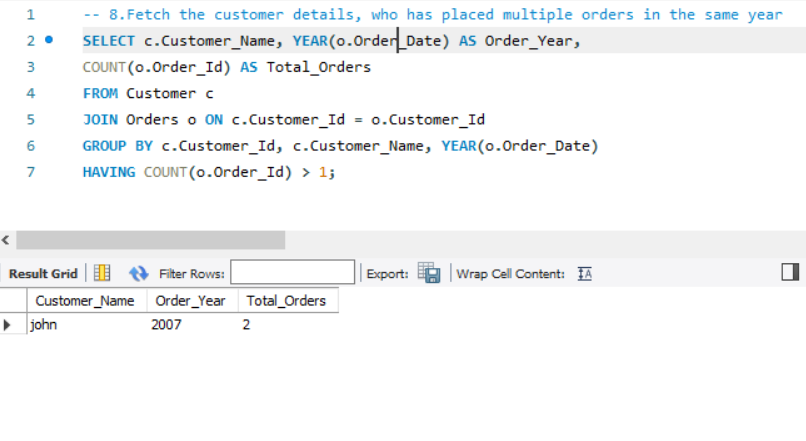 1 -- 8.Fetch the customer details, who has placed multiple orders in the same year
2 SELECT c.Customer_Name, YEAR(o.Order_Date) AS Order_Year,
3 COUNT(o.Order_Id) AS Total_Orders
4 FROM Customer c
5 JOIN Orders o ON c.Customer_Id = o.Customer_Id
6 GROUP BY c.Customer_Id, c.Customer_Name, YEAR(o.Order_Date)
7 HAVING COUNT(o.Order_Id) > 1;
Result Grid Filter Rows: Export: Wrap Cell Content:
Customer_Name Order_Year Total_Orders
john 2007 2